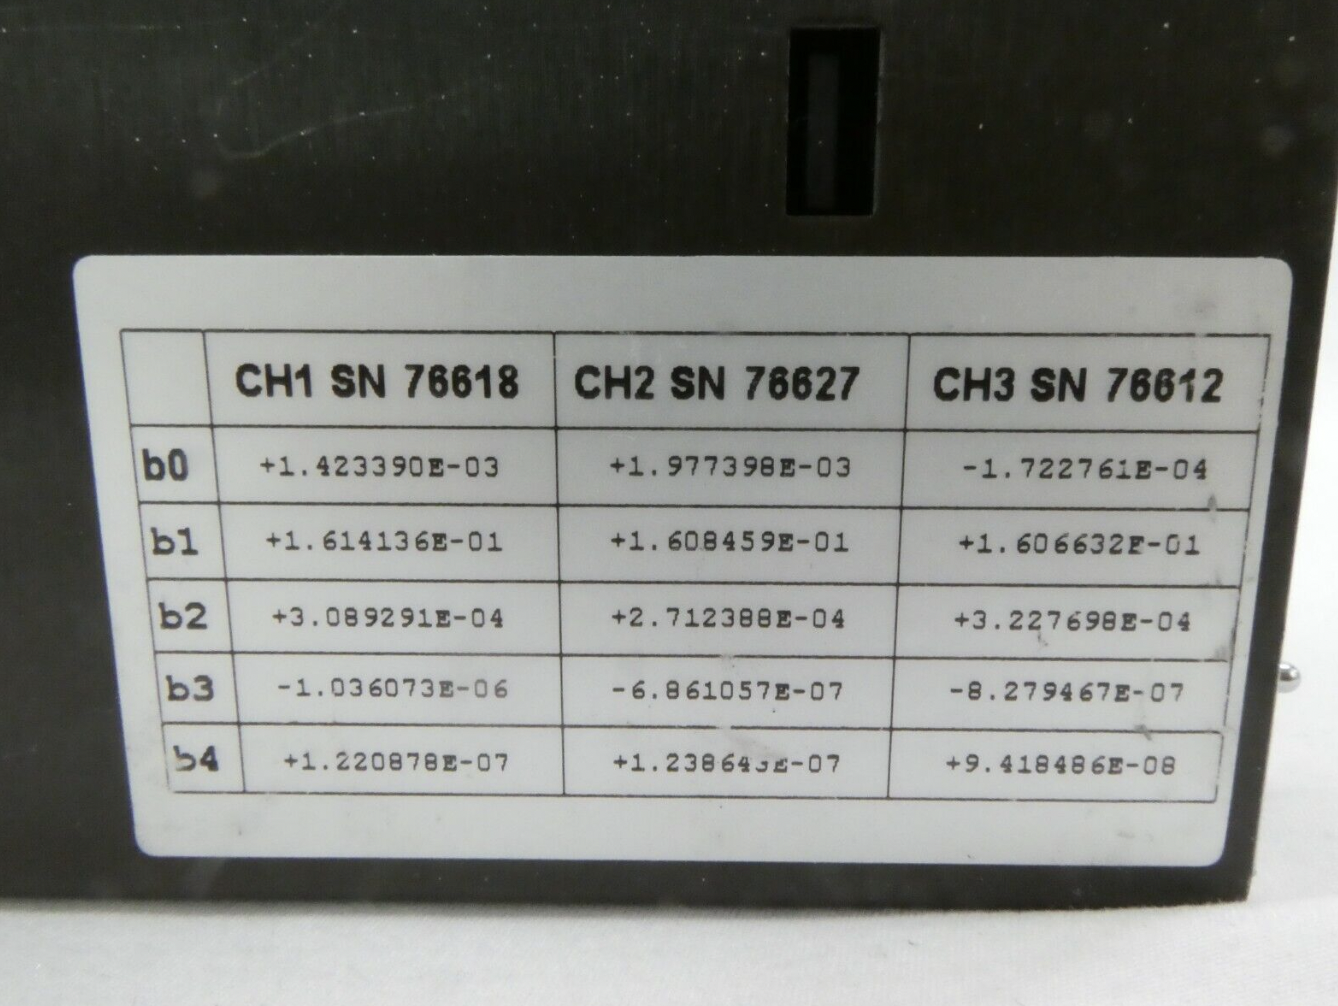 CH1 SN 76618 CH2 SN 76627 CH3 SN 76612
b0 +1.423390E-03 +1.977398E-03 -1.722761E-04
b1 +1.614136E-01 +1.608459E-01 +1.606632E-01
b2 +3.089291E-04 +2.712388E-04 +3.227698E-04
b3 -1.036073E-06 -6.861057E-07 -8.279467E-07
b4 +1.220878E-07 +9.418486E-08